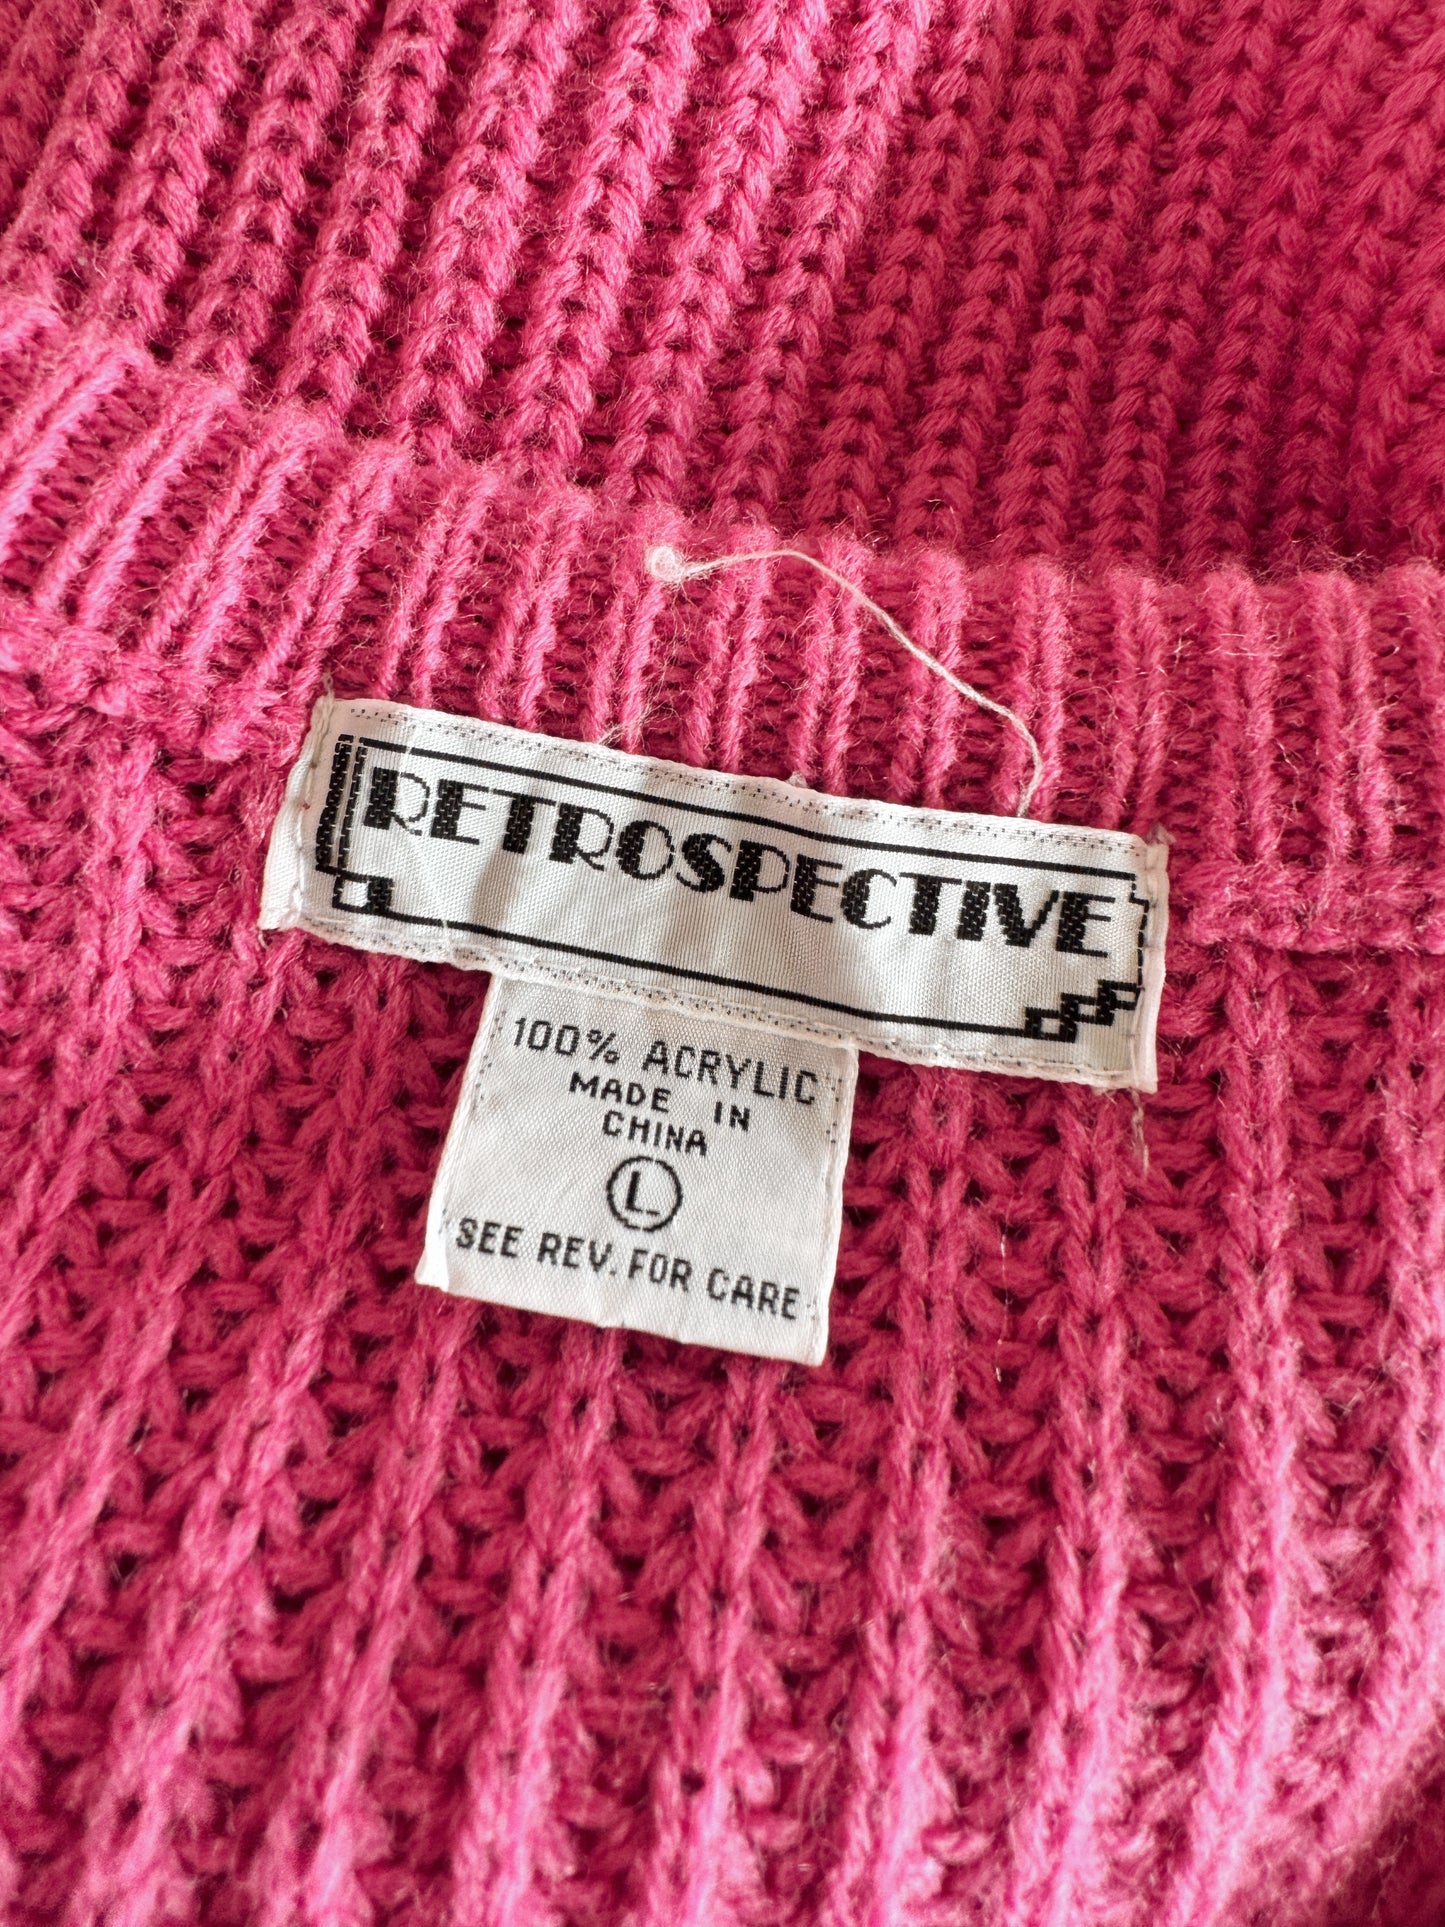 RETROSPECTIVE
100% ACRYLIC
MADE IN
CHINA
L
SEE REV. FOR CARE